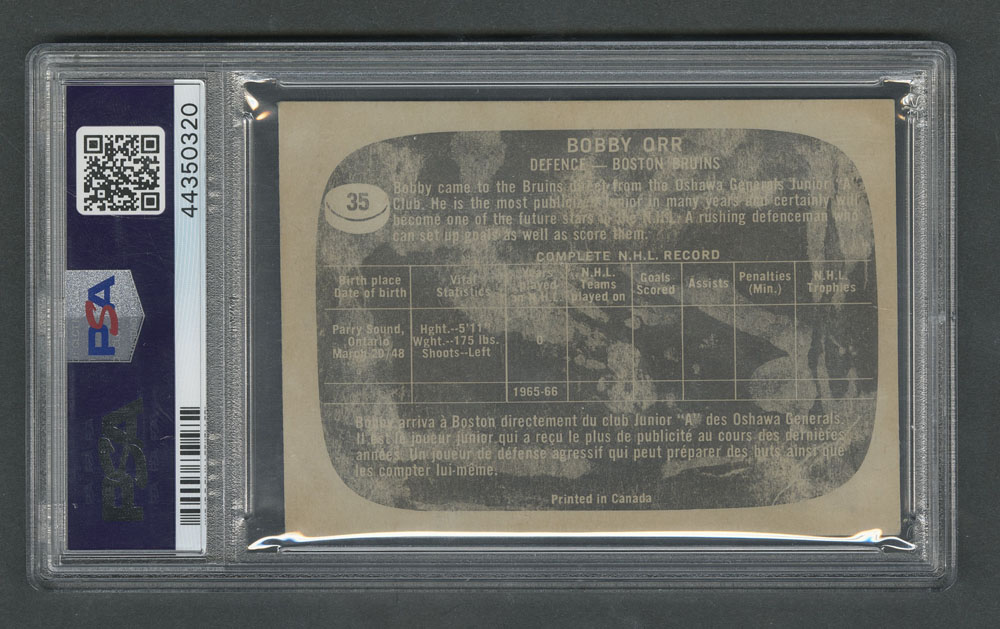 44350320
PSA
PSA
BOBBY ORR
DEFENCE — BOSTON BRUINS
35
Bobby came to the Bruins direct from the Oshawa Generals Junior "A"
Club. He is the most publicized Junior in many years and certainly will
become one of the future stars in the N.H.L. A rushing defenceman who
can set up goals as well as score them.
COMPLETE N.H.L. RECORD
Birth place
Date of birth
Vital
Statistics
Years
played
N.H.L.
N.H.L.
Teams
played on
Goals
Scored
Assists
Penalties
(Min.)
N.H.L.
Trophies
Parry Sound,
Ontario
March 20/48
Hght.--5'11"
Wght.--175 lbs.
Shoots--Left
0
1965-66
Bobby arriva à Boston directement du club Junior "A" des Oshawa Generals.
Il est le joueur junior qui a reçu le plus de publicité au cours des dernières
années. Un joueur de défense agressif qui peut préparer des buts ainsi que
les compter lui-même.
Printed in Canada